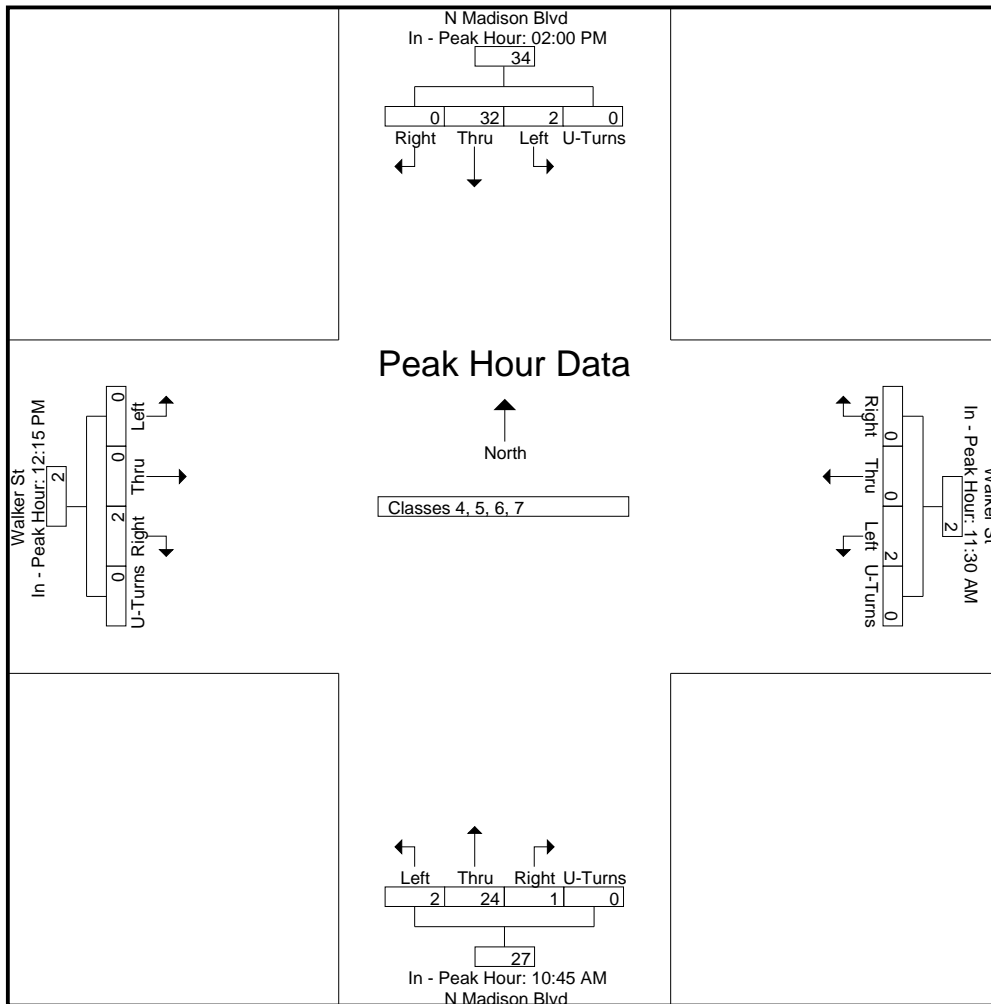 N Madison Blvd
In - Peak Hour: 02:00 PM
34
0 32 2 0
Right Thru Left U-Turns
Peak Hour Data
North
Classes 4, 5, 6, 7
Walker St
In - Peak Hour: 12:15 PM
2
0 0 2 0
Left Thru Right U-Turns
Walker St
In - Peak Hour: 11:30 AM
2
0 0 2 0
Right Thru Left U-Turns
Left Thru Right U-Turns
2 24 1 0
27
In - Peak Hour: 10:45 AM
N Madison Blvd